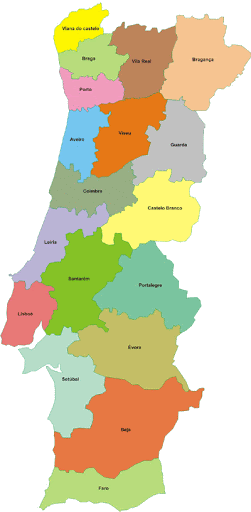 Viana do castelo
Braga
Vila Real
Bragança
Porto
Aveiro
Viseu
Guarda
Coimbra
Castelo Branco
Leiria
Santarém
Portalegre
Lisboa
Évora
Setúbal
Beja
Faro